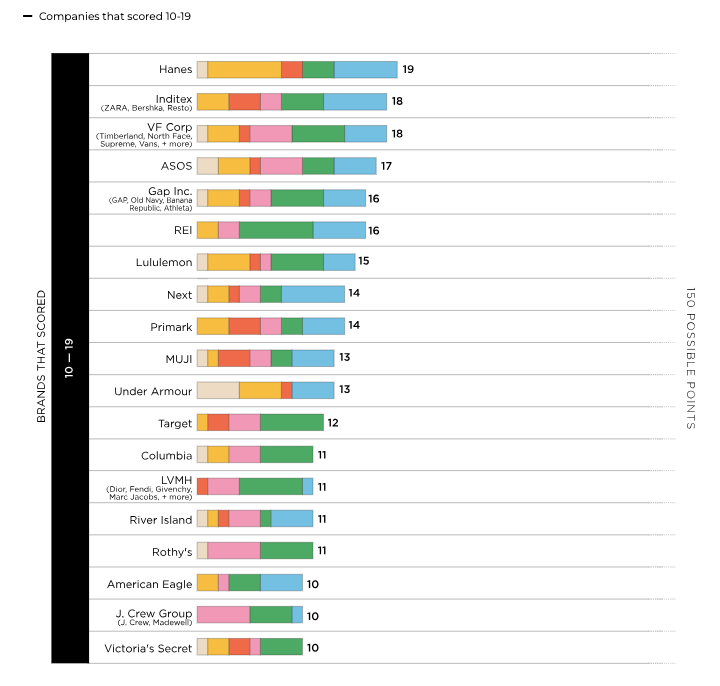 Companies that scored 10-19
Hanes
19
Inditex
(ZARA, Bershka, Resto)
18
VF Corp
(Timberland, North Face,
Supreme, Vans, + more)
18
ASOS
17
Gap Inc.
(GAP, Old Navy, Banana
Republic, Athleta)
16
REI
16
Lululemon
15
Next
14
Primark
14
MUJI
13
Under Armour
13
Target
12
Columbia
11
LVMH
(Dior, Fendi, Givenchy,
Marc Jacobs, + more)
11
River Island
11
Rothy's
11
American Eagle
10
J. Crew Group
(J. Crew, Madewell)
10
Victoria's Secret
10
BRANDS THAT SCORED
10 — 19
150 POSSIBLE POINTS